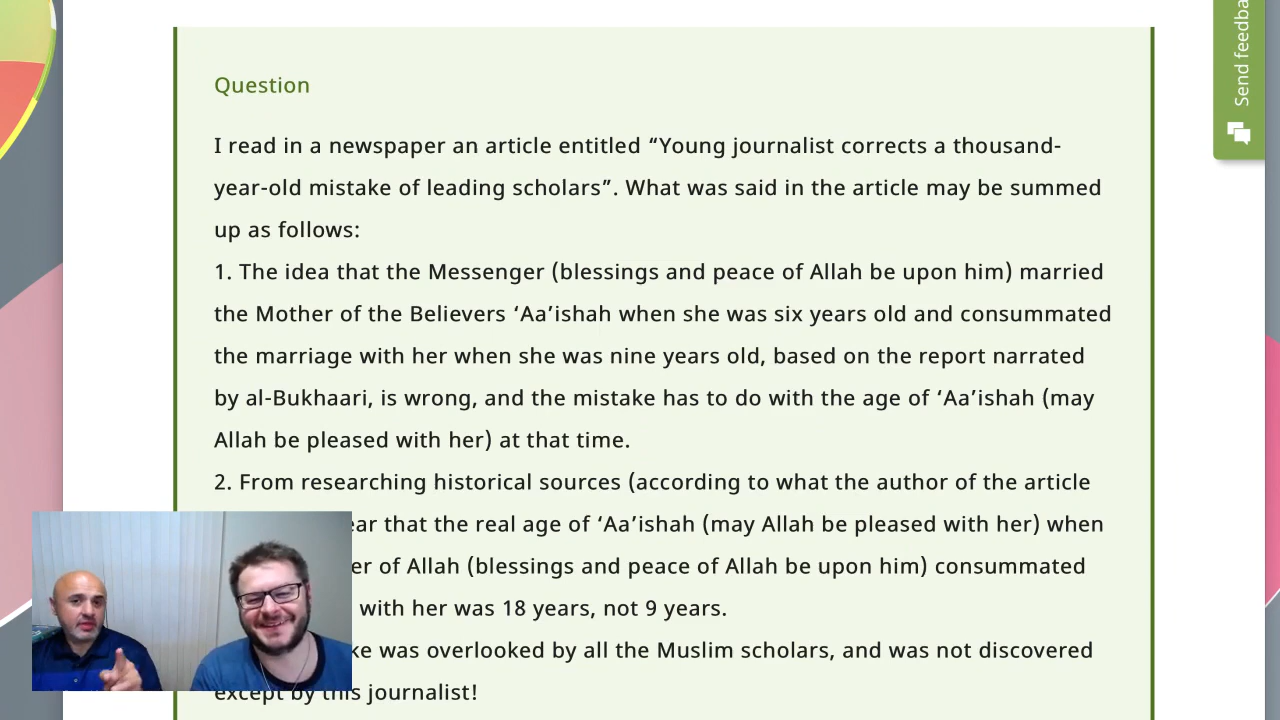 Send feedba
Question
I read in a newspaper an article entitled “Young journalist corrects a thousand-
year-old mistake of leading scholars”. What was said in the article may be summed
up as follows:
1. The idea that the Messenger (blessings and peace of Allah be upon him) married
the Mother of the Believers ‘Aa’ishah when she was six years old and consummated
the marriage with her when she was nine years old, based on the report narrated
by al-Bukhaari, is wrong, and the mistake has to do with the age of ‘Aa’ishah (may
Allah be pleased with her) at that time.
2. From researching historical sources (according to what the author of the article
ear that the real age of ‘Aa’ishah (may Allah be pleased with her) when
er of Allah (blessings and peace of Allah be upon him) consummated
with her was 18 years, not 9 years.
ke was overlooked by all the Muslim scholars, and was not discovered
except by this journalist!